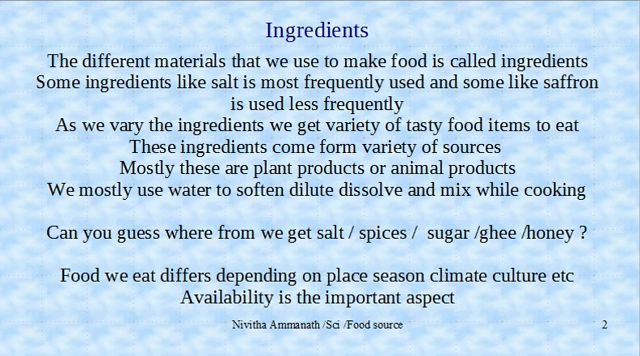 Ingredients
The different materials that we use to make food is called ingredients
Some ingredients like salt is most frequently used and some like saffron
is used less frequently
As we vary the ingredients we get variety of tasty food items to eat
These ingredients come form variety of sources
Mostly these are plant products or animal products
We mostly use water to soften dilute dissolve and mix while cooking
Can you guess where from we get salt / spices /  sugar /ghee /honey ?
Food we eat differs depending on place season climate culture etc
Availability is the important aspect
Nivitha Ammanath /Sci /Food source
2